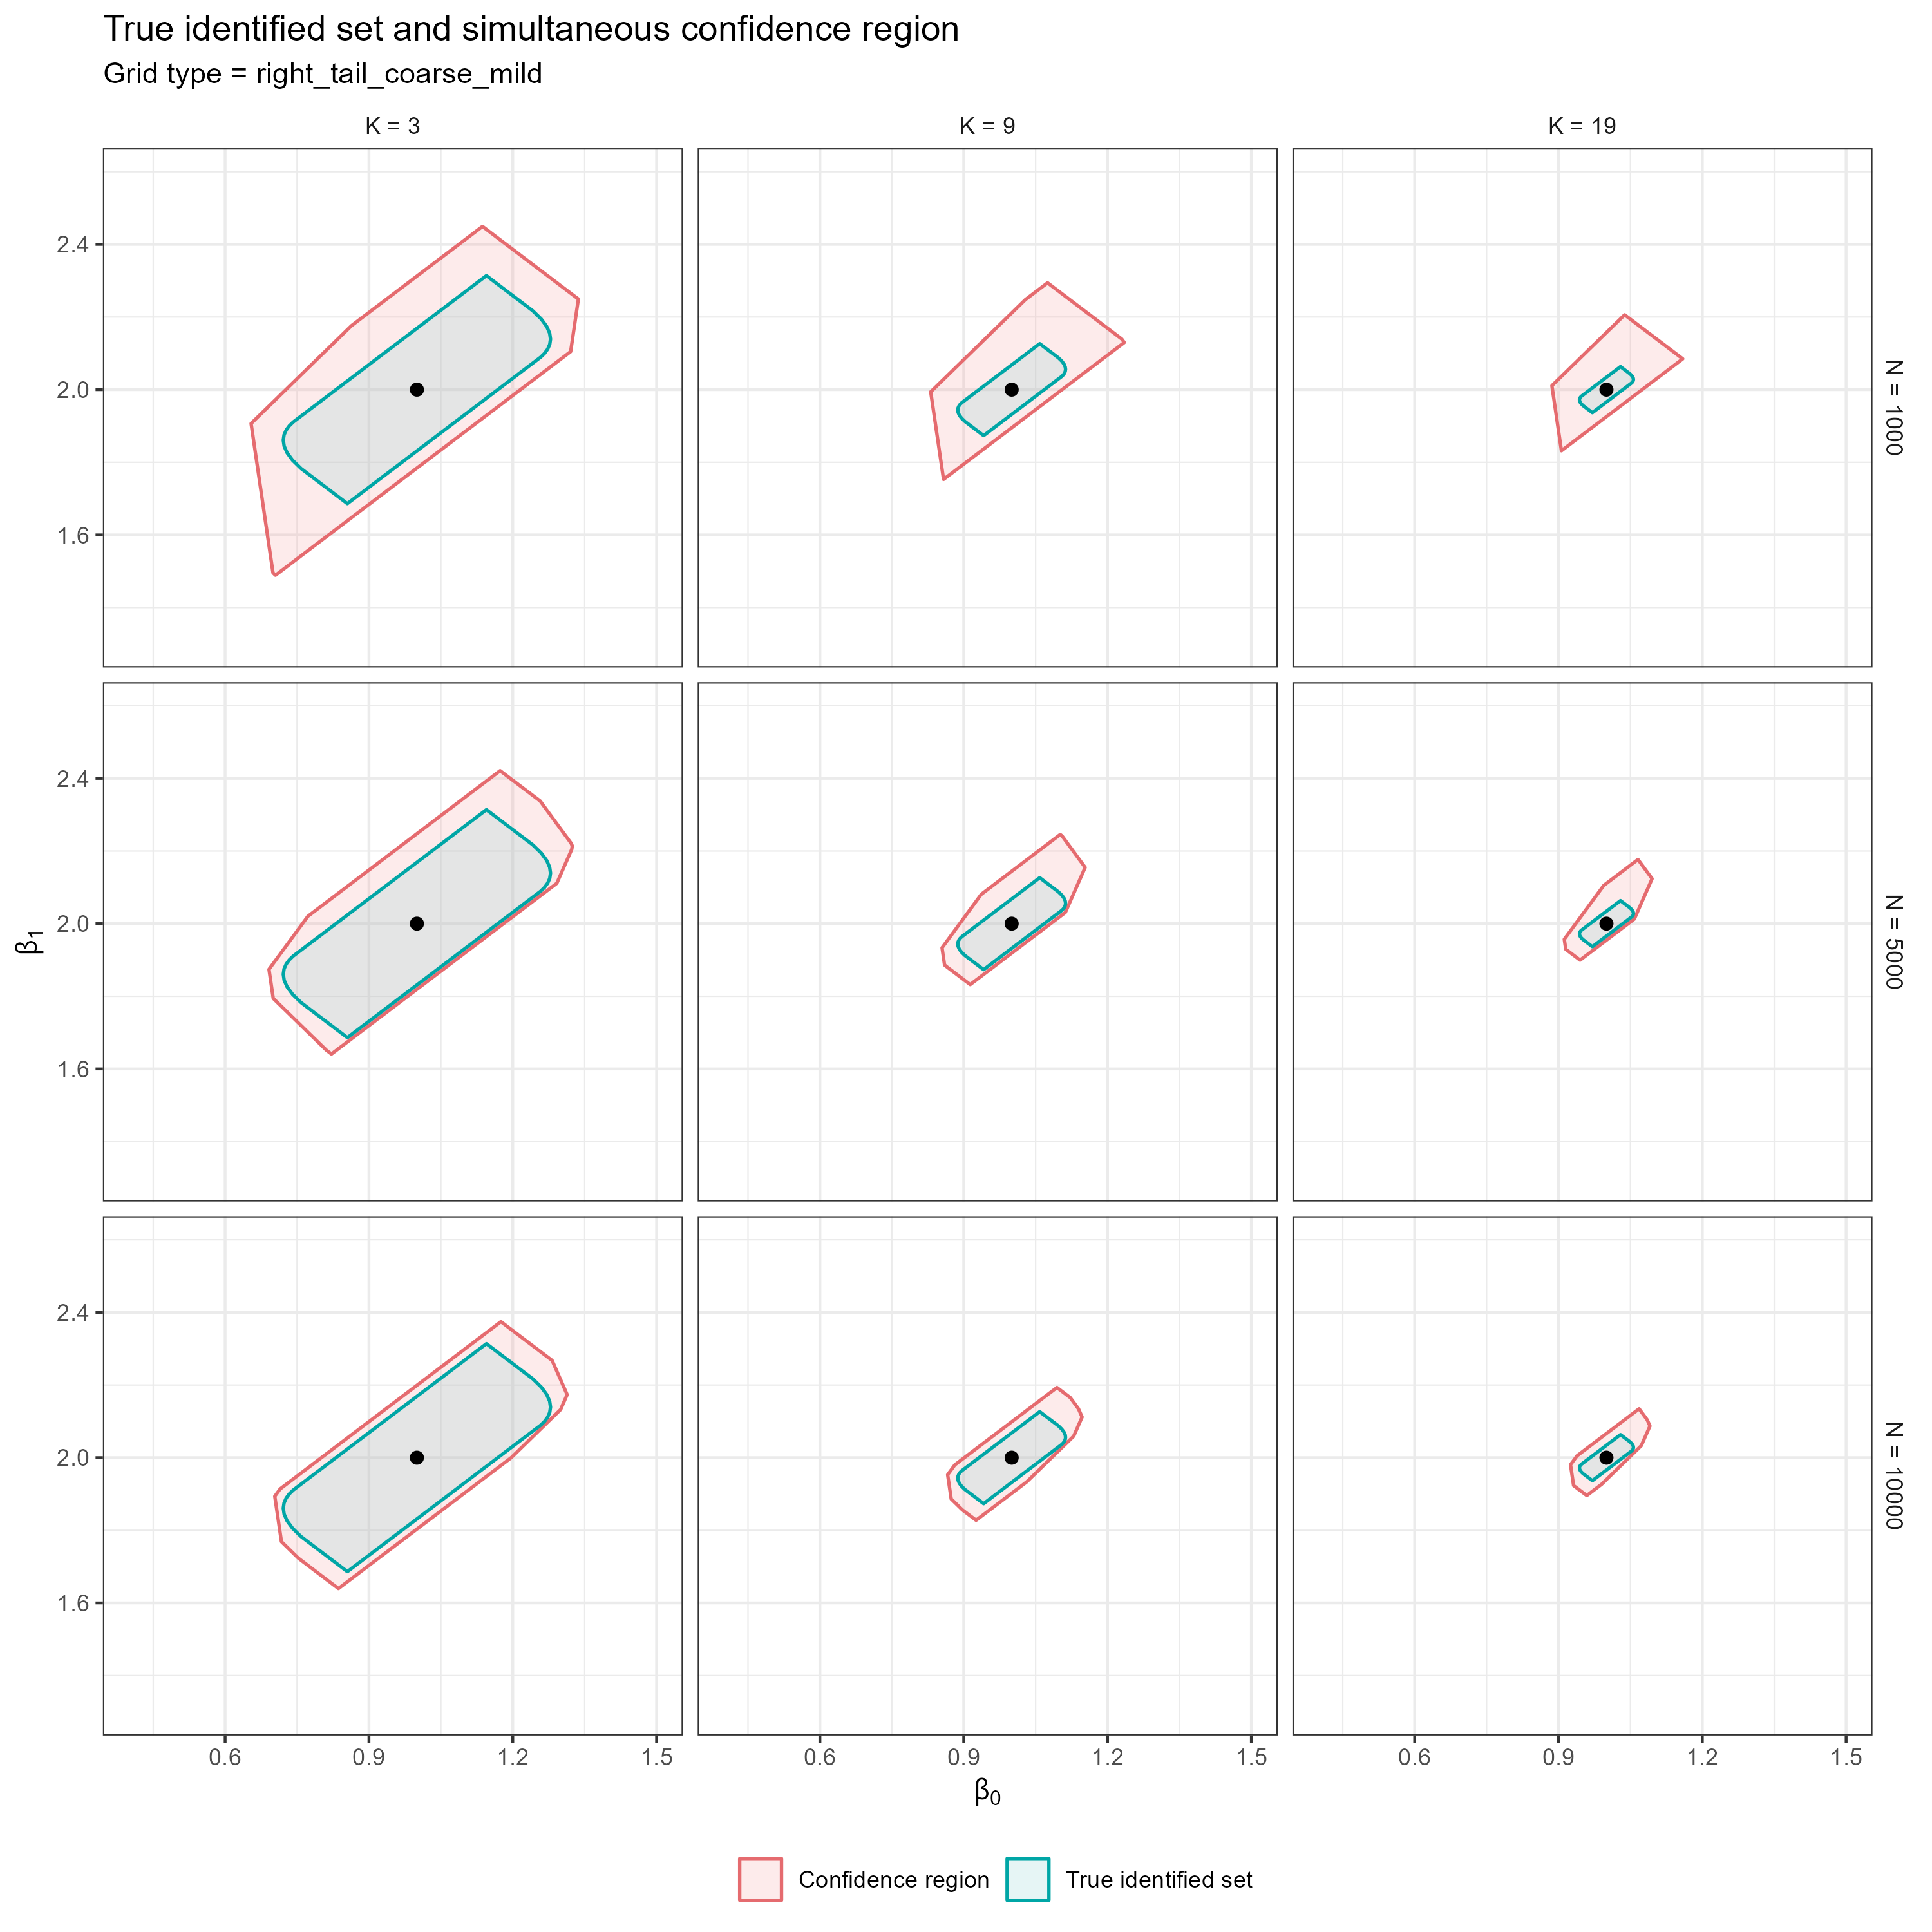 True identified set and simultaneous confidence region
Grid type = right_tail_coarse_mild
K = 3
K = 9
K = 19
2.4
2.0
1.6
N = 1000
2.4
2.0
1.6
N = 5000
2.4
2.0
1.6
N = 10000
β1
0.6
0.9
1.2
1.5
0.6
0.9
1.2
1.5
0.6
0.9
1.2
1.5
β0
Confidence region
True identified set